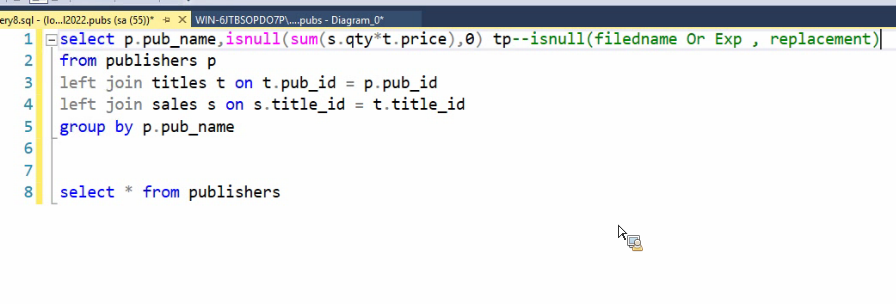 ery8.sql - (lo...l2022.pubs (sa (55))* WIN-6JTBSOPDO7P\....pubs - Diagram_0*
1 select p.pub_name,isnull(sum(s.qty*t.price),0) tp--isnull(filedname Or Exp , replacement)
2 from publishers p
3 left join titles t on t.pub_id = p.pub_id
4 left join sales s on s.title_id = t.title_id
5 group by p.pub_name
6
7
8 select * from publishers